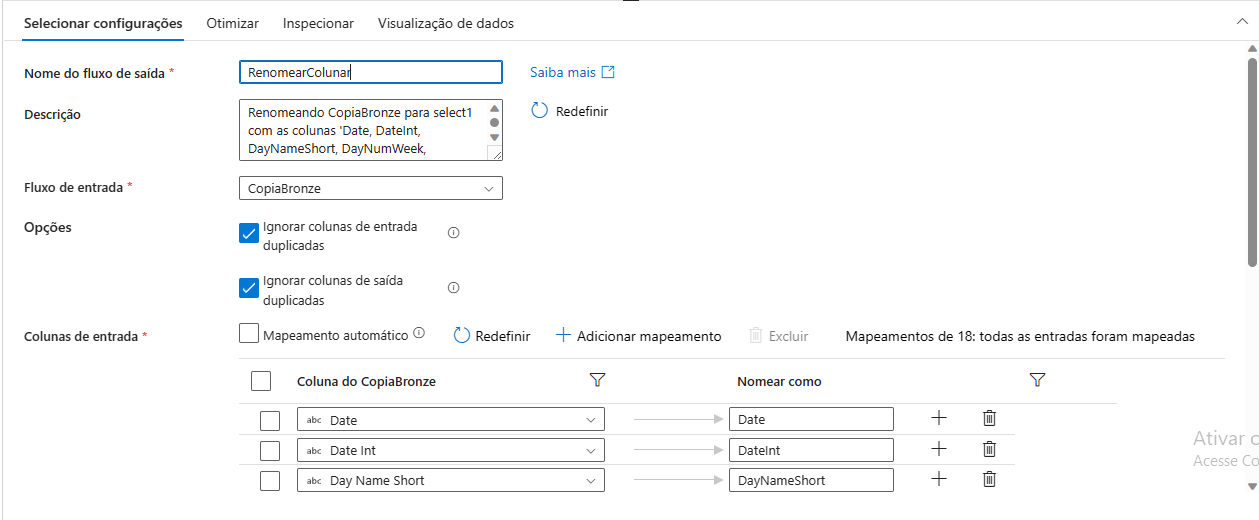 Selecionar configurações Otimizar Inspecionar Visualização de dados
Nome do fluxo de saída * RenomearColunar Saiba mais
Descrição Renomeando CopiaBronze para select1 Redefinir
com as colunas 'Date, DateInt,
DayNameShort, DayNumWeek,
Fluxo de entrada * CopiaBronze
Opções Ignorar colunas de entrada
duplicadas
Ignorar colunas de saída
duplicadas
Colunas de entrada * Mapeamento automático Redefinir Adicionar mapeamento Excluir Mapeamentos de 18: todas as entradas foram mapeadas
Coluna do CopiaBronze Nomear como
abc Date Date
abc Date Int DateInt
abc Day Name Short DayNameShort
Ativar
Acesse